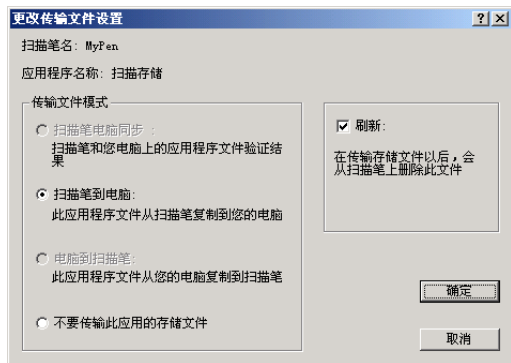 更改传输文件设置
扫描笔名: MyPen
应用程序名称: 扫描存储
传输文件模式
扫描笔电脑同步 :
扫描笔和您电脑上的应用程序文件验证结
果
扫描笔到电脑:
此应用程序文件从扫描笔复制到您的电脑
电脑到扫描笔:
此应用程序文件从您的电脑复制到扫描笔
不要传输此应用的存储文件
刷新:
在传输存储文件以后，会
从扫描笔上删除此文件
确定
取消